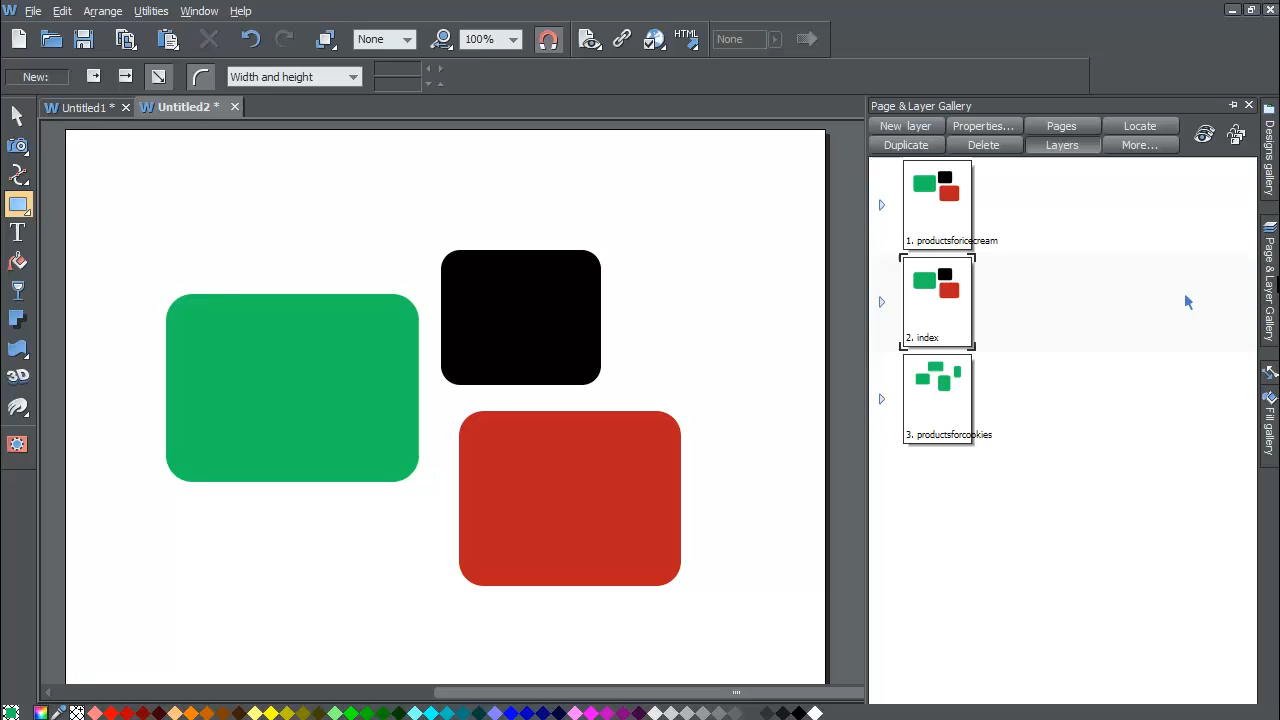 File Edit Arrange Utilities Window Help
None 100% HTML None
New: Width and height
Untitled1 * Untitled2 *
Page & Layer Gallery
New layer Properties... Pages Locate
Duplicate Delete Layers More...
1. productsforicecream
2. index
3. productsforcookies
T
3D
Designs gallery
Page & Layer Gallery
Fill gallery